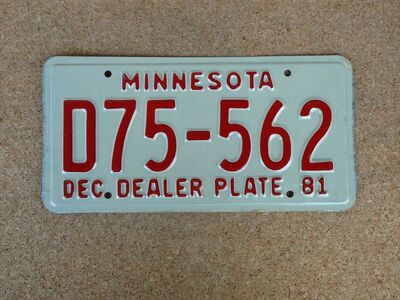 MINNESOTA
D75-562
DEC. DEALER PLATE 81